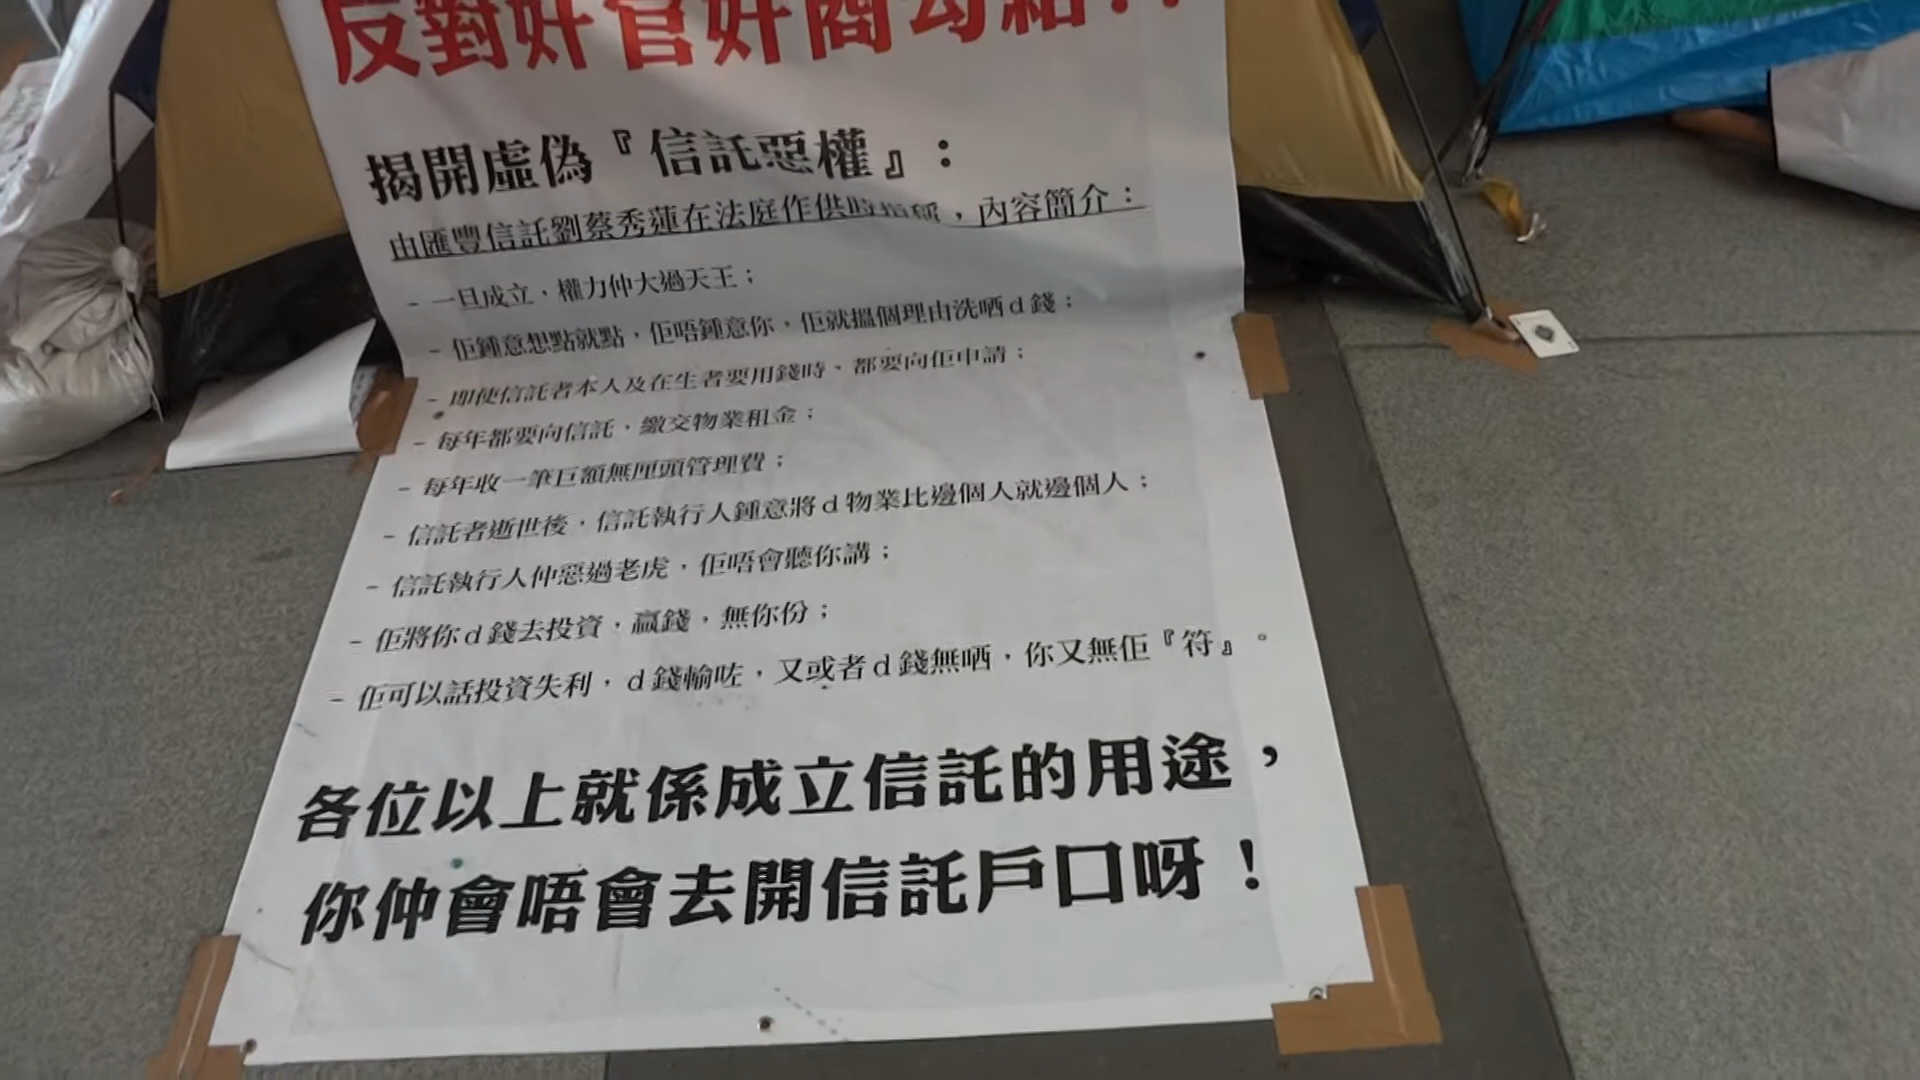 反對奸官奸商勾結！！
揭開虛偽『信託惡權』：
由匯豐信託劉蔡秀蓮在法庭作供時指稱，內容簡介：
- 一旦成立，權力仲大過天王；
- 佢鍾意想點就點，佢唔鍾意你，佢就搵個理由洗晒d錢；
- 即使信託者本人及在生者要用錢時、都要向佢申請；
- 每年都要向信託，繳交物業租金；
- 每年收一筆巨額無厘頭管理費；
- 信託者逝世後，信託執行人鍾意將d物業比邊個人就邊個人；
- 信託執行人仲惡過老虎，佢唔會聽你講；
- 佢將你d錢去投資，贏錢，無你份；
- 佢可以話投資失利，d錢輸咗，又或者d錢無晒，你又無佢『符』。
各位以上就係成立信託的用途，
你仲會唔會去開信託戶口呀！